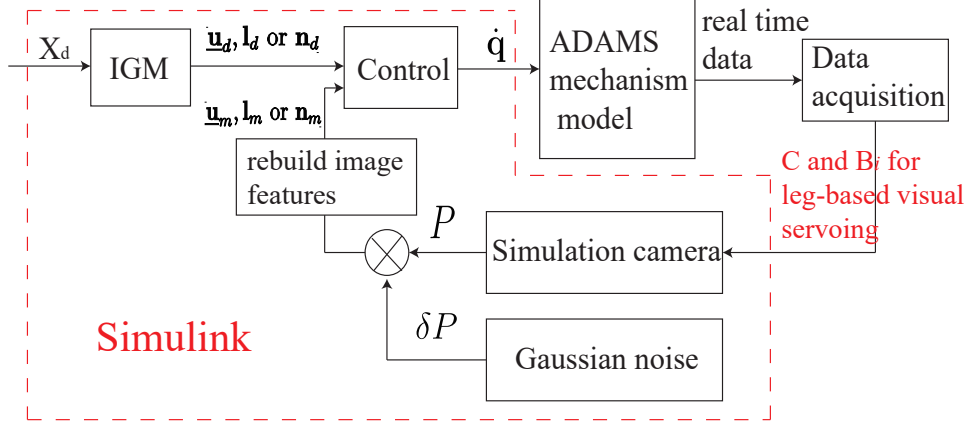 X_d
IGM
u_d, l_d or n_d
Control
q̇
ADAMS
mechanism
model
real time
data
Data
acquisition
u_m, l_m or n_m
rebuild image
features
C and B_i for
leg-based visual
servoing
P
Simulation camera
δP
Gaussian noise
Simulink